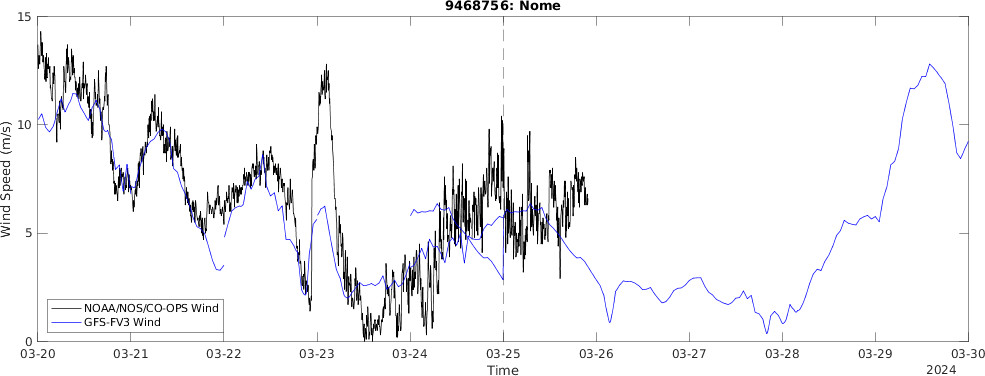 9468756: Nome
Wind Speed (m/s)
15
10
5
0
NOAA/NOS/CO-OPS Wind
GFS-FV3 Wind
03-20 03-21 03-22 03-23 03-24 03-25 03-26 03-27 03-28 03-29 03-30
Time
2024